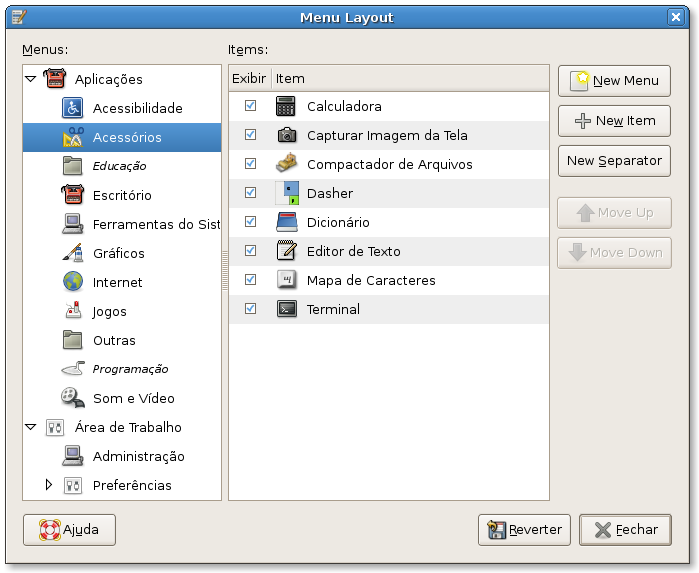 Menu Layout
Menus:
Items:
Aplicações
Acessibilidade
Acessórios
Educação
Escritório
Ferramentas do Sist
Gráficos
Internet
Jogos
Outras
Programação
Som e Vídeo
Área de Trabalho
Administração
Preferências
Exibir Item
Calculadora
Capturar Imagem da Tela
Compactador de Arquivos
Dasher
Dicionário
Editor de Texto
Mapa de Caracteres
Terminal
New Menu
New Item
New Separator
Move Up
Move Down
Ajuda
Reverter
Fechar